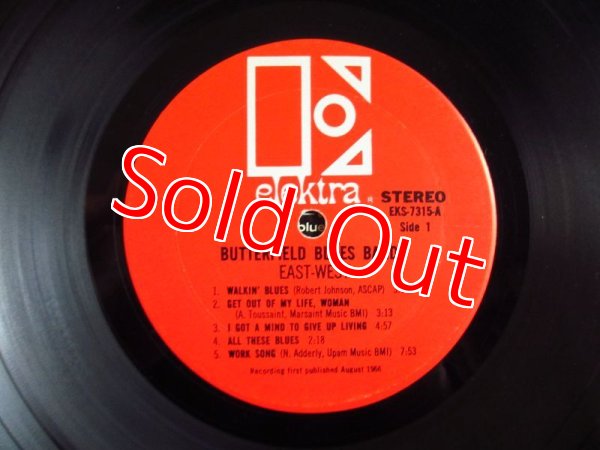 elektra ® STEREO
EKS-7315-A
Side 1
blue
BUTTERFIELD BLUES BAND
EAST-WEST
1. WALKIN' BLUES (Robert Johnson, ASCAP)
2. GET OUT OF MY LIFE, WOMAN
(A. Toussaint, Marsaint Music BMI) 3:13
3. I GOT A MIND TO GIVE UP LIVING 4:57
4. ALL THESE BLUES 2:18
5. WORK SONG (N. Adderly, Upam Music BMI) 7:53
Recording first published August 1966
Sold Out